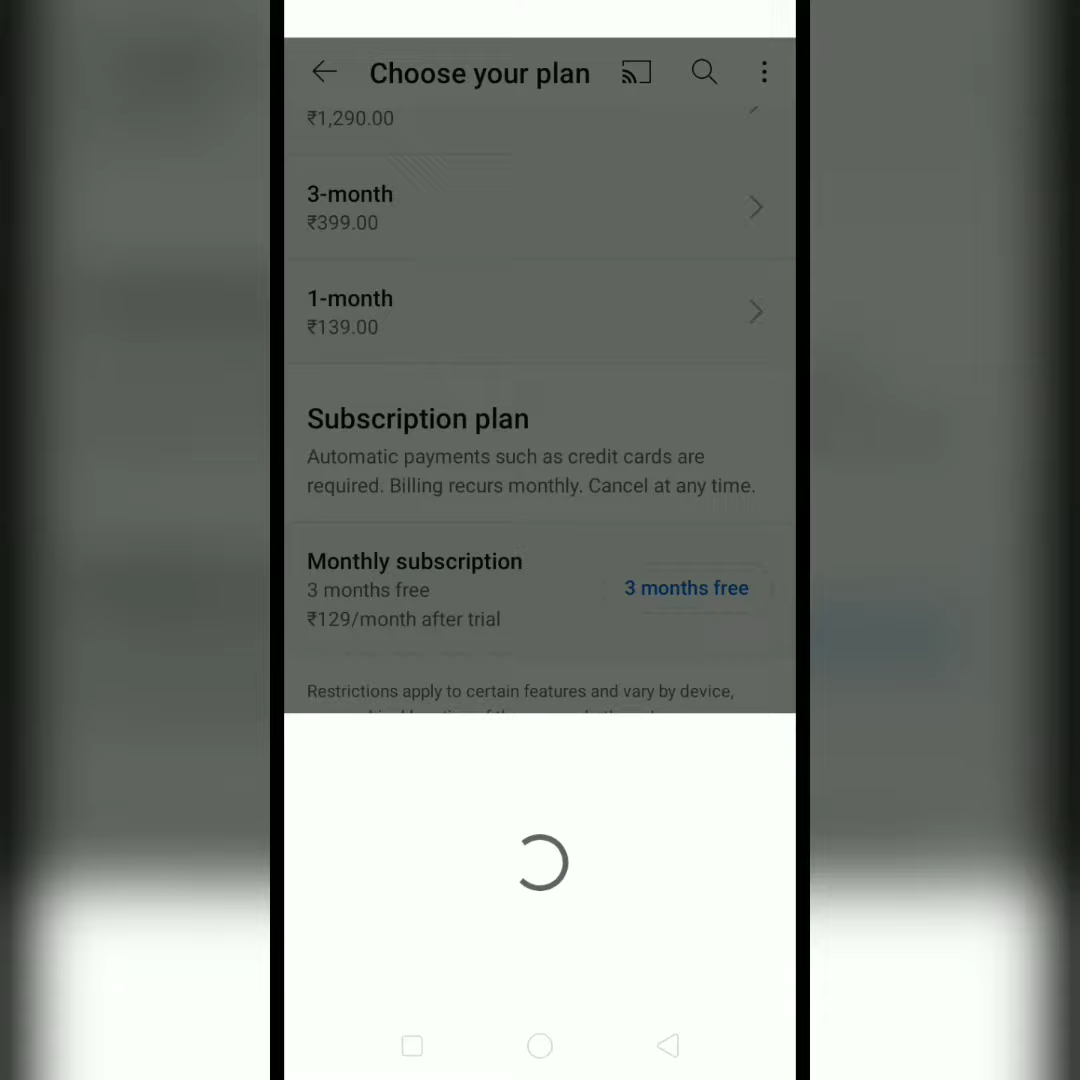 Choose your plan
₹1,290.00
3-month
₹399.00
1-month
₹139.00
Subscription plan
Automatic payments such as credit cards are
required. Billing recurs monthly. Cancel at any time.
Monthly subscription
3 months free
3 months free
₹129/month after trial
Restrictions apply to certain features and vary by device,